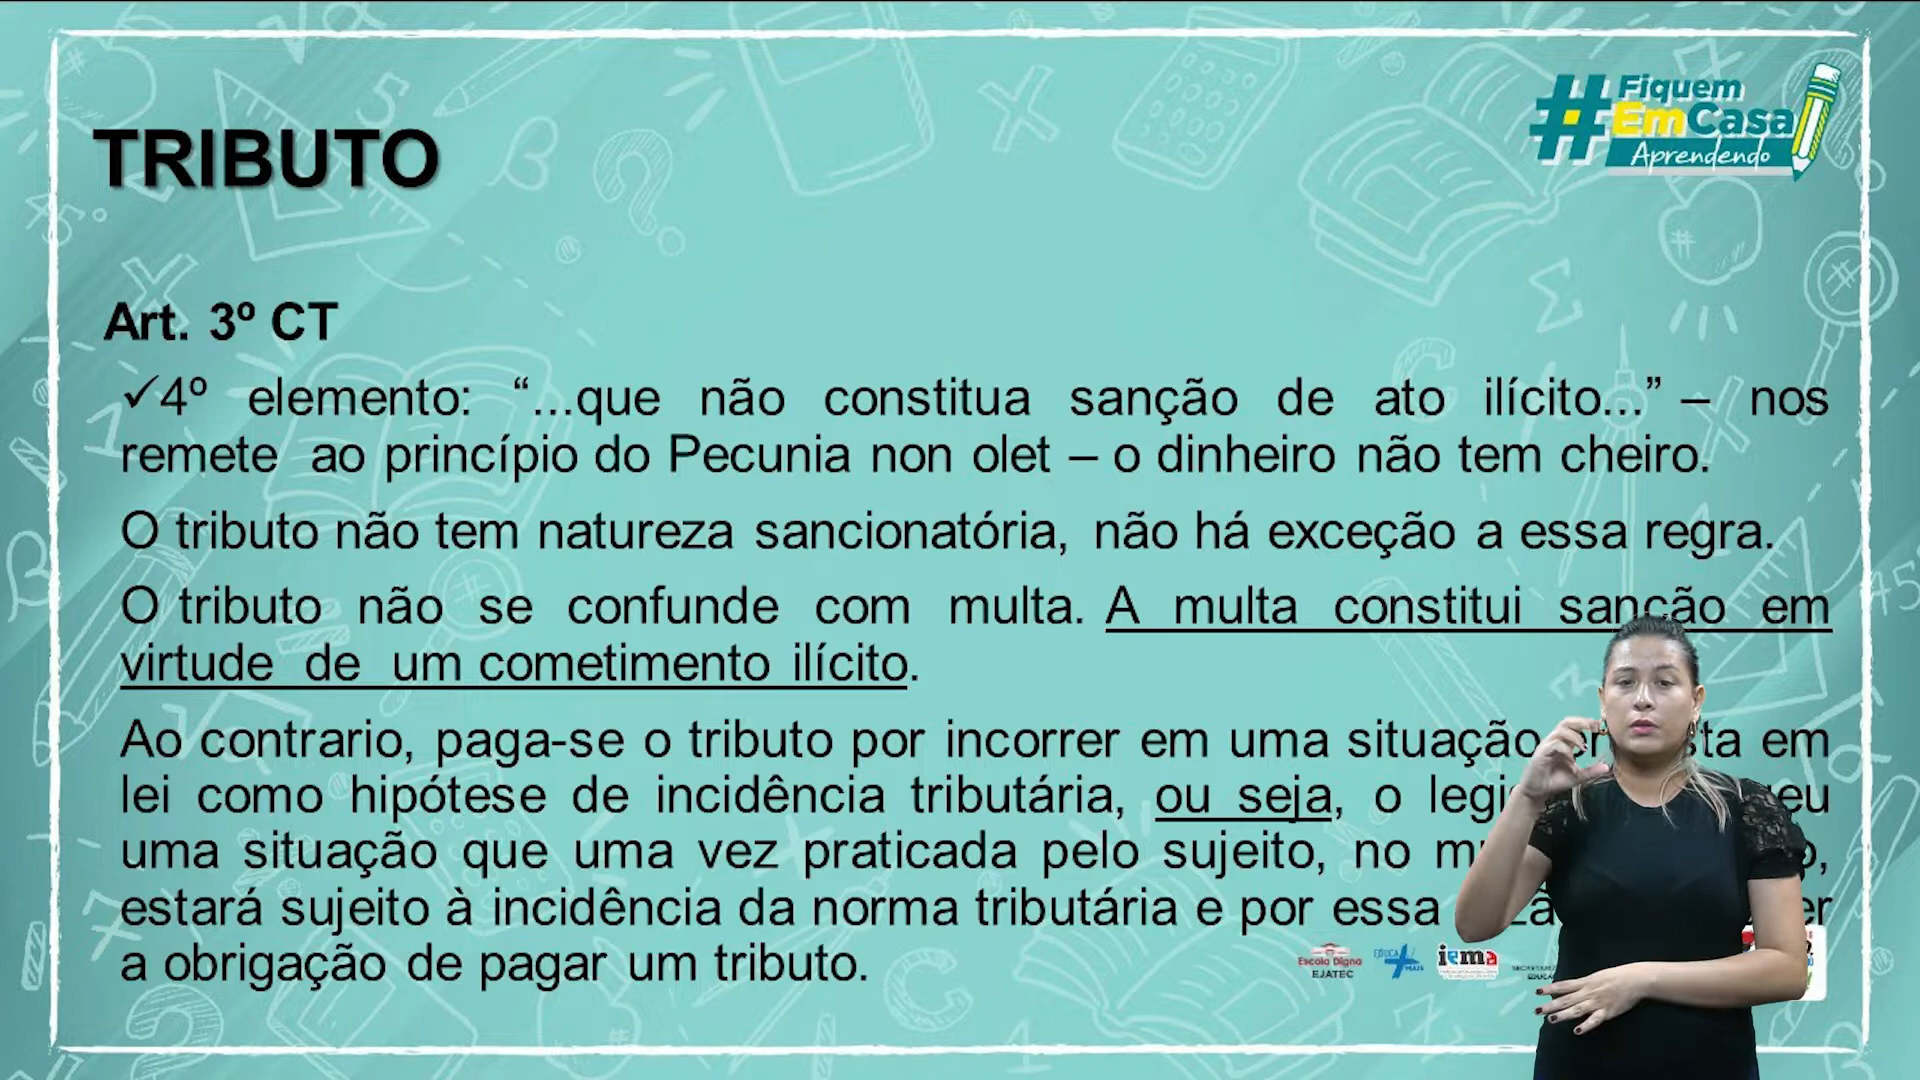 #Fiquem
EmCasa
Aprendendo
TRIBUTO
Art. 3º CT
✓4º elemento: “...que não constitua sanção de ato ilícito...” – nos
remete ao princípio do Pecunia non olet – o dinheiro não tem cheiro.
O tributo não tem natureza sancionatória, não há exceção a essa regra.
O tributo não se confunde com multa. A multa constitui sanção em
virtude de um cometimento ilícito.
Ao contrario, paga-se o tributo por incorrer em uma situação em
lei como hipótese de incidência tributária, ou seja, o
uma situação que uma vez praticada pelo sujeito, no
estará sujeito à incidência da norma tributária e por essa
a obrigação de pagar um tributo.
Escola Digna
EJATEC
EDUCA
MAIS
iema